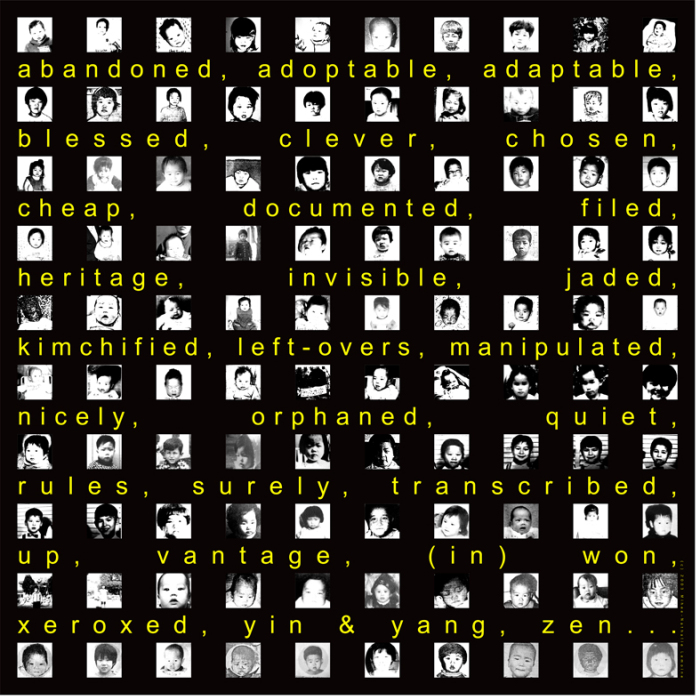 abandoned, adoptable, adaptable,
blessed, clever, chosen,
cheap, documented, filed,
heritage, invisible, jaded,
kimchified, left-overs, manipulated,
nicely, orphaned, quiet,
rules, surely, transcribed,
up, vantage, (in) won,
xeroxed, yin & yang, zen...